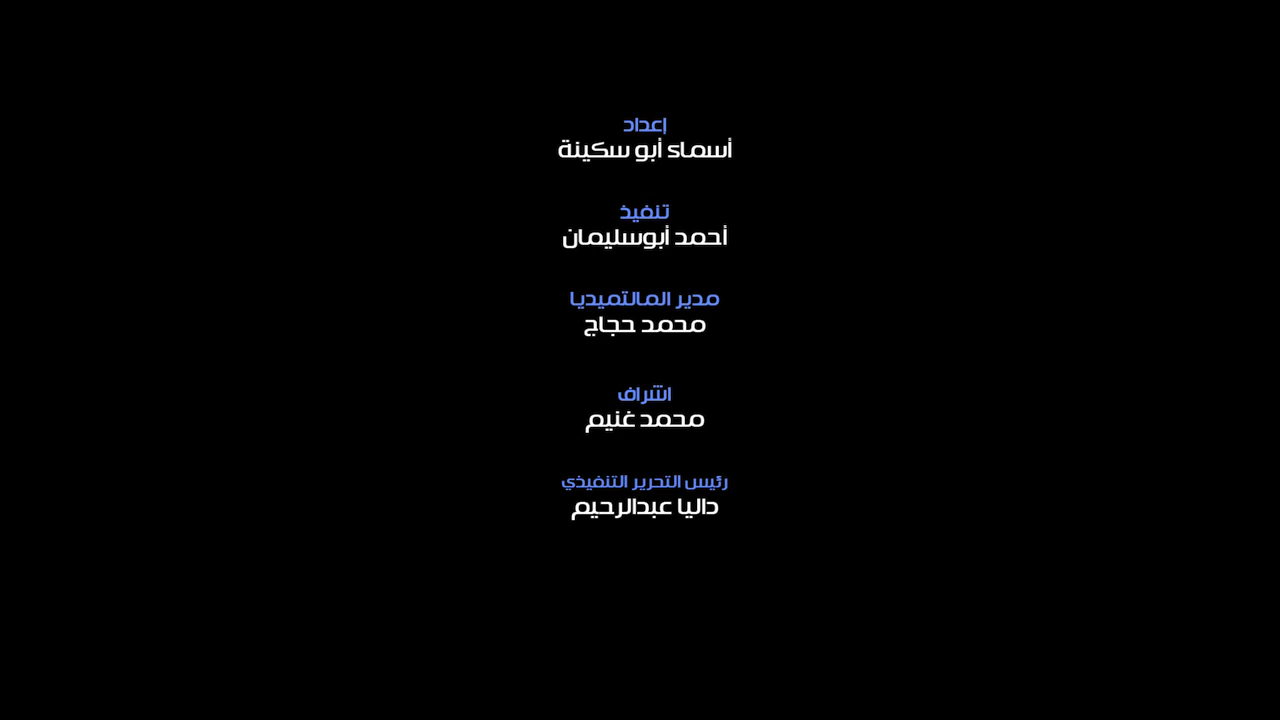 إعداد
أسماء أبو سكينة
تنفيذ
أحمد أبوسليمان
مدير المالتميديا
محمد حجاج
اشراف
محمد غنيم
رئيس التحرير التنفيذي
داليا عبدالرحيم